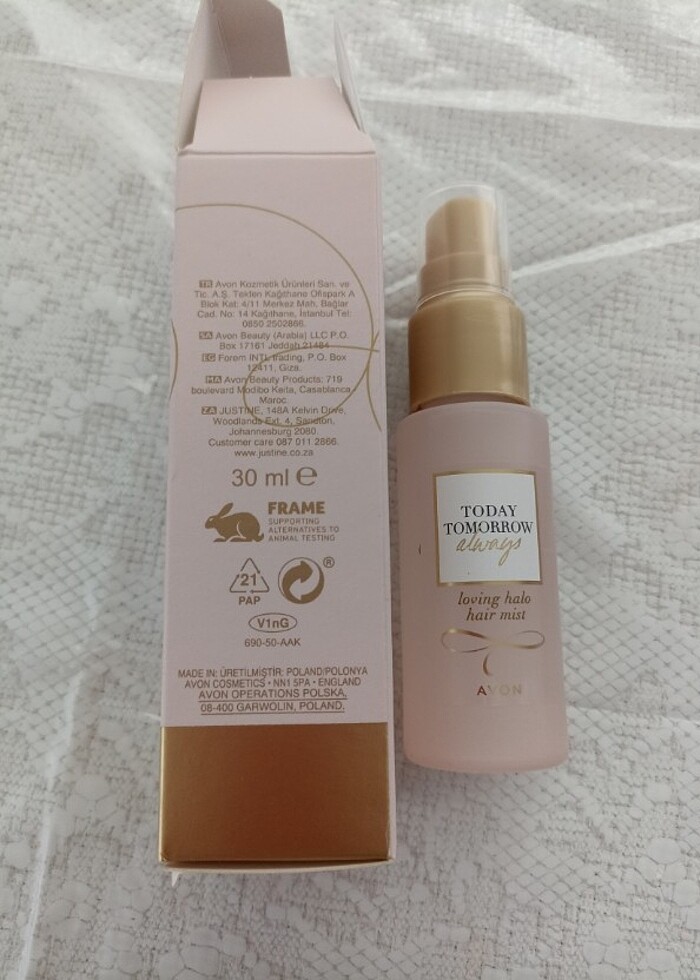 TR Avon Kozmetik Ürünleri San. ve
Tic. A.Ş. Tekfen Kağıthane Ofispark A
Blok Kat: 4/11 Merkez Mah. Bağlar
Cad. No: 14 Kağıthane, İstanbul Tel:
0850 2502866.
SA Avon Beauty (Arabia) LLC P.O.
Box 17161 Jeddah 21484
EG Forem INTL trading, P.O. Box
12411, Giza.
MA Avon Beauty Products: 719
boulevard Modibo Keita, Casablanca,
Maroc.
ZA JUSTINE, 148A Kelvin Drive,
Woodlands Ext. 4, Sandton,
Johannesburg 2080.
Customer care 087 011 2866.
www.justine.co.za
30 ml e
FRAME
SUPPORTING
ALTERNATIVES TO
ANIMAL TESTING
21
PAP
®
V1nG
690-50-AAK
MADE IN: ÜRETİLMİŞTİR: POLAND/POLONYA
AVON COSMETICS • NN1 5PA • ENGLAND
AVON OPERATIONS POLSKA,
08-400 GARWOLIN, POLAND.
TODAY
TOMORROW
always
loving halo
hair mist
AVON